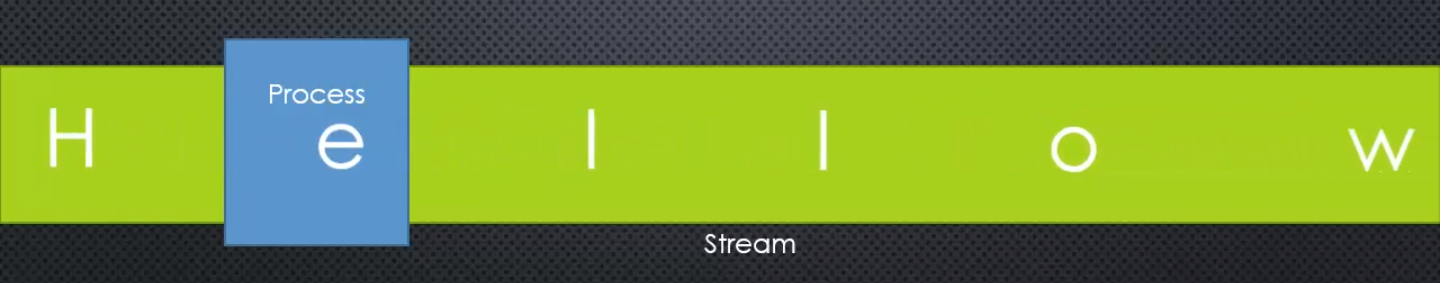 Process
H e l l o w
Stream